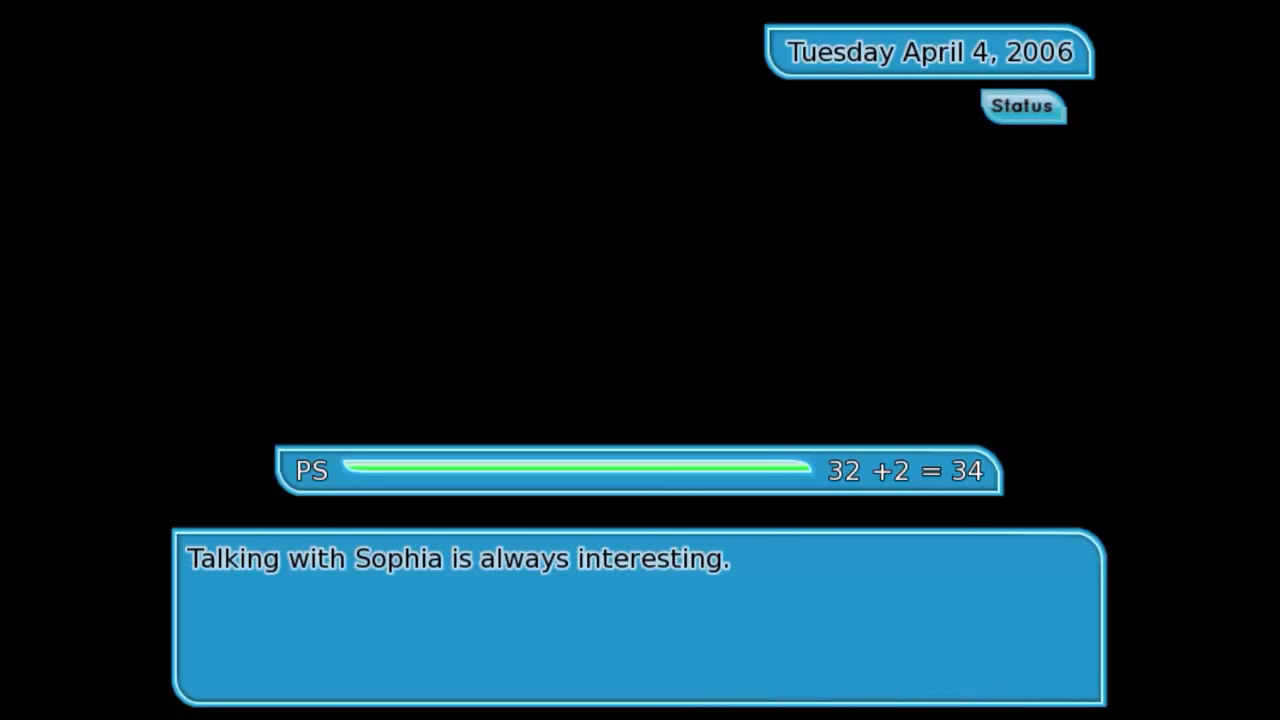 Tuesday April 4, 2006
Status
PS 32 +2 = 34
Talking with Sophia is always interesting.